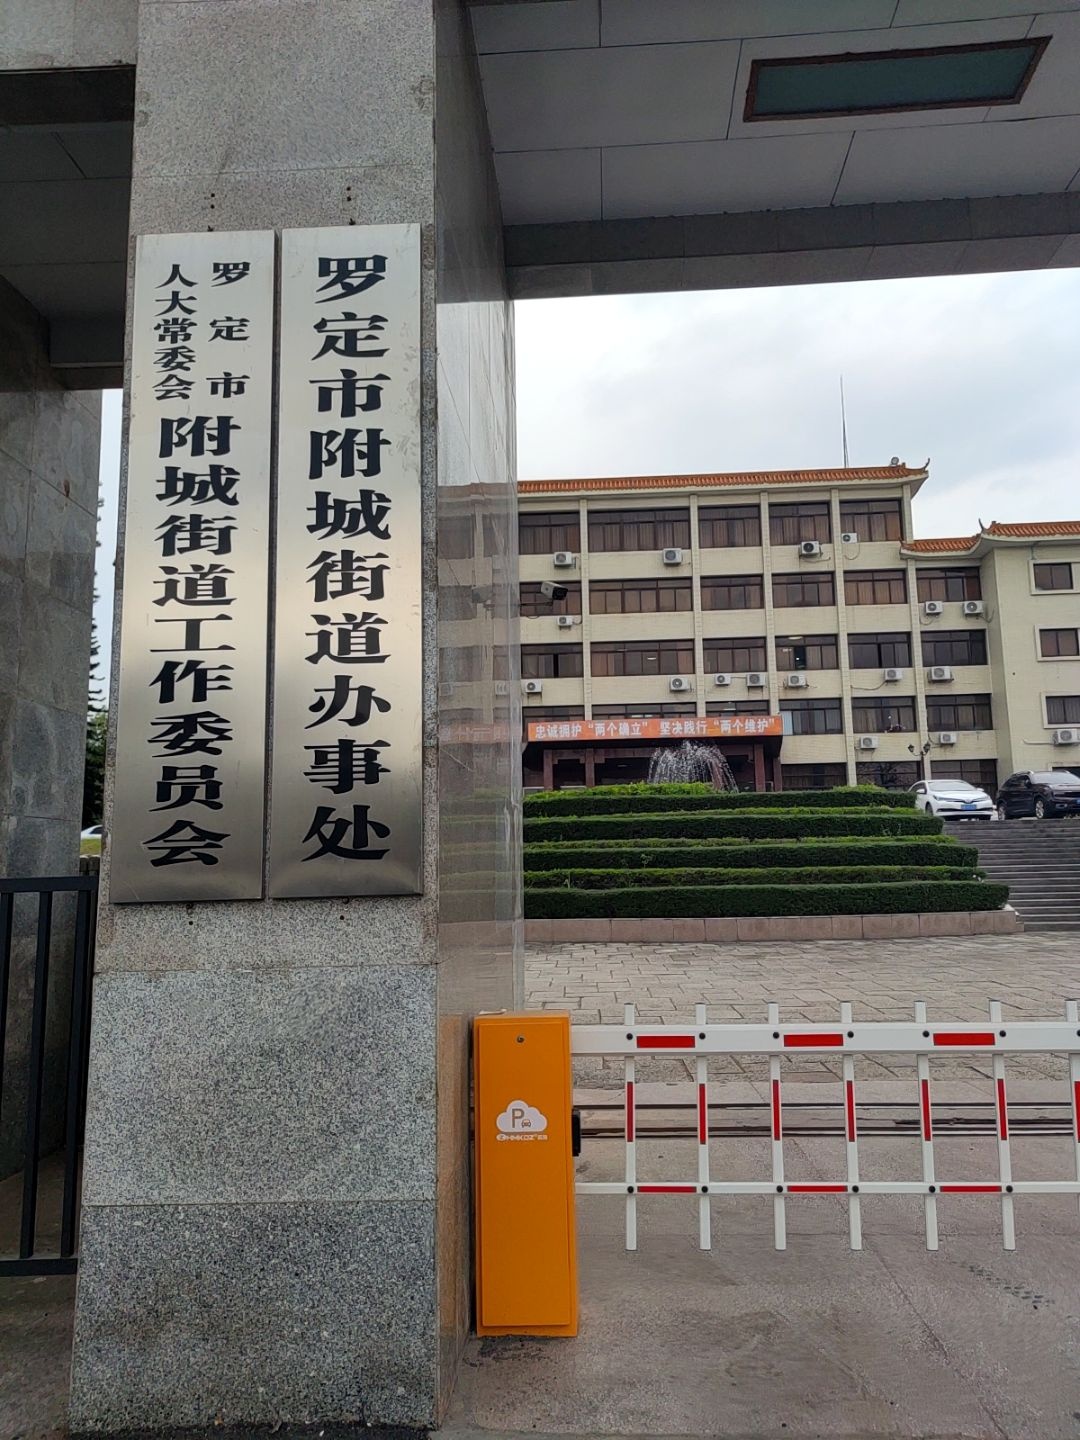 罗定市
人大常委会
附城街道工作委员会
罗定市附城街道办事处
忠诚拥护“两个确立” 坚决践行“两个维护”
P